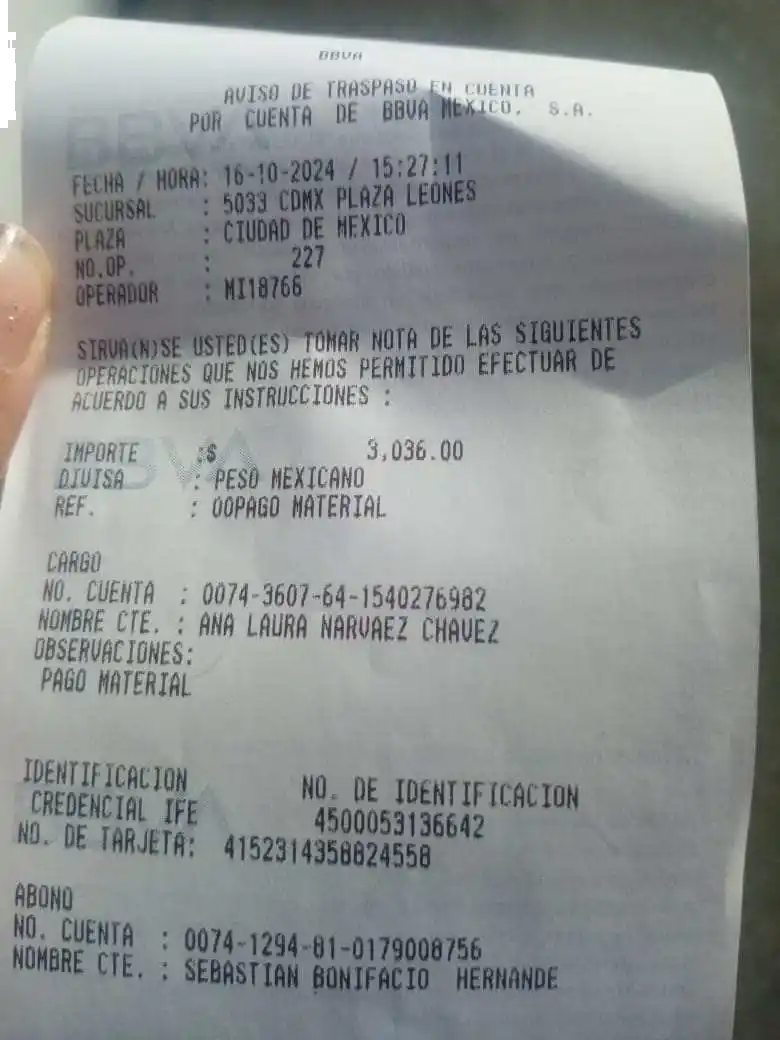 BBVA
AVISO DE TRASPASO EN CUENTA
POR CUENTA DE BBVA MEXICO, S.A.
FECHA / HORA: 16-10-2024 / 15:27:11
SUCURSAL : 5033 CDMX PLAZA LEONES
PLAZA : CIUDAD DE MEXICO
NO.OP. : 227
OPERADOR : MI18766
SIRVA(N)SE USTED(ES) TOMAR NOTA DE LAS SIGUIENTES
OPERACIONES QUE NOS HEMOS PERMITIDO EFECTUAR DE
ACUERDO A SUS INSTRUCCIONES :
IMPORTE :$ 3,036.00
DIVISA : PESO MEXICANO
REF. : OOPAGO MATERIAL
CARGO
NO. CUENTA : 0074-3607-64-1540276982
NOMBRE CTE. : ANA LAURA NARVAEZ CHAVEZ
OBSERVACIONES:
PAGO MATERIAL
IDENTIFICACION NO. DE IDENTIFICACION
CREDENCIAL IFE 4500053136642
NO. DE TARJETA: 4152314358824558
ABONO
NO. CUENTA : 0074-1294-81-0179008756
NOMBRE CTE. : SEBASTIAN BONIFACIO HERNANDE